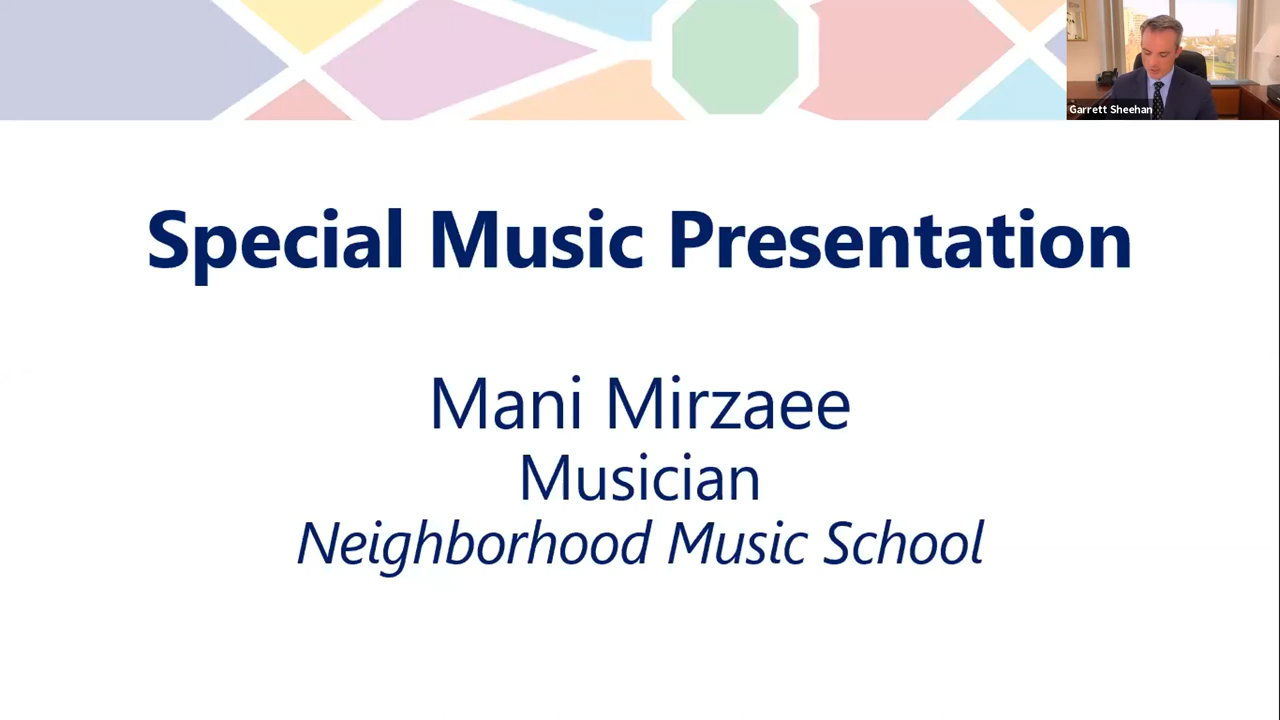 Garrett Sheehan
Special Music Presentation
Mani Mirzaee
Musician
Neighborhood Music School